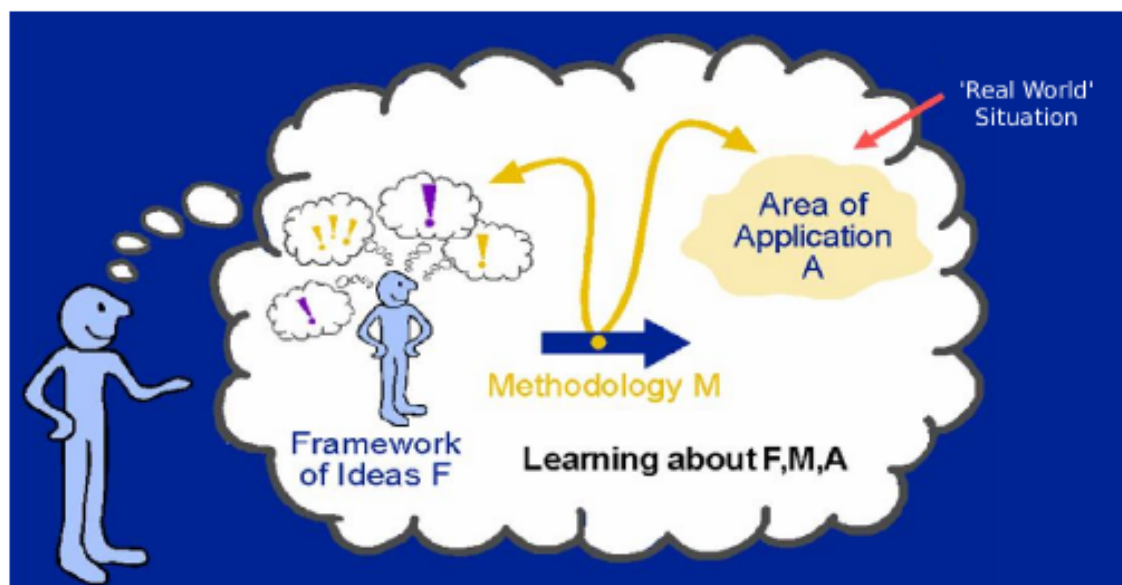 'Real World'
Situation
Area of
Application
A
Methodology M
Framework
of Ideas F
Learning about F,M,A